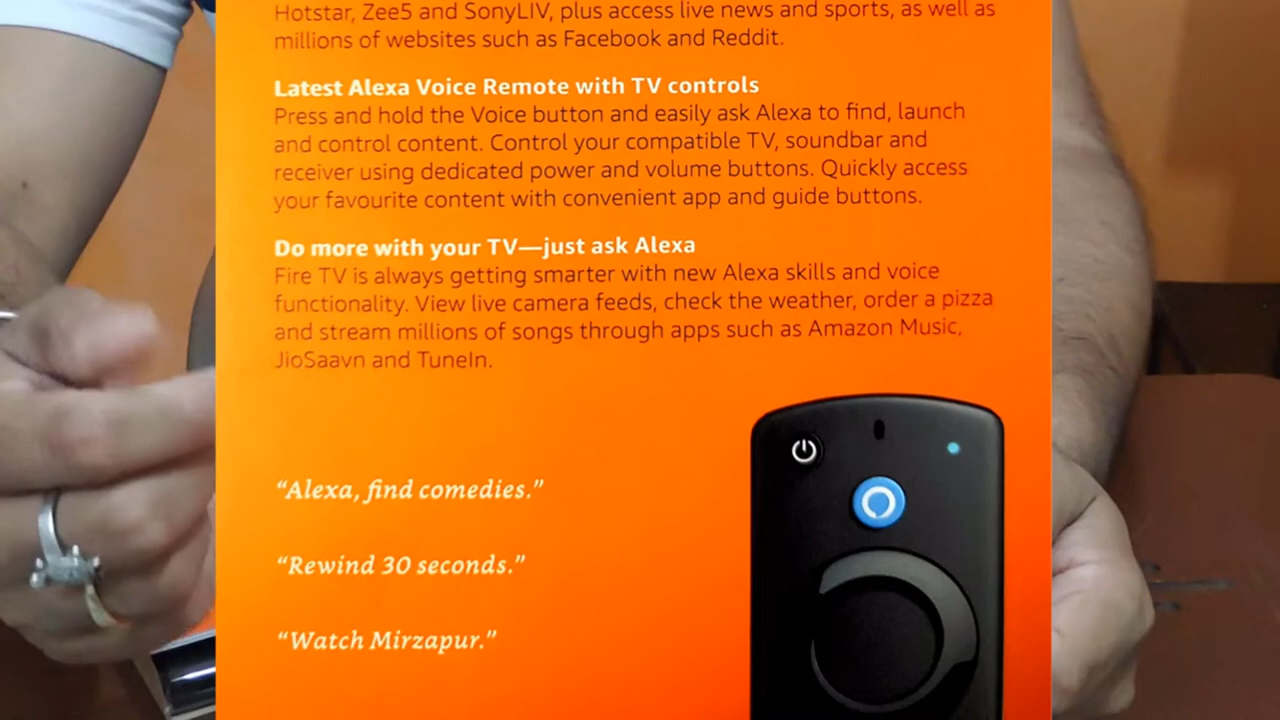 Hotstar, Zee5 and SonyLIV, plus access live news and sports, as well as
millions of websites such as Facebook and Reddit.
Latest Alexa Voice Remote with TV controls
Press and hold the Voice button and easily ask Alexa to find, launch
and control content. Control your compatible TV, soundbar and
receiver using dedicated power and volume buttons. Quickly access
your favourite content with convenient app and guide buttons.
Do more with your TV—just ask Alexa
Fire TV is always getting smarter with new Alexa skills and voice
functionality. View live camera feeds, check the weather, order a pizza
and stream millions of songs through apps such as Amazon Music,
JioSaavn and TuneIn.
“Alexa, find comedies.”
“Rewind 30 seconds.”
“Watch Mirzapur.”